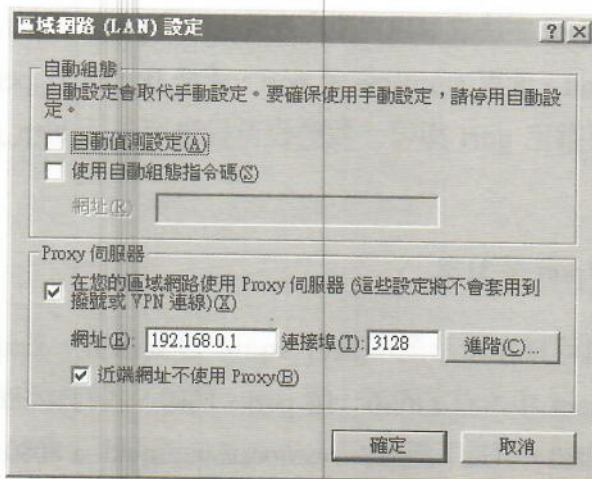 區域網路 (LAN) 設定
自動組態
自動設定會取代手動設定。要確保使用手動設定，請停用自動設
定。
自動偵測設定(A)
使用自動組態指令碼(S)
網址(R)
Proxy 伺服器
在您的區域網路使用 Proxy 伺服器 (這些設定將不會套用到
撥號或 VPN 連線)(X)
網址(E): 192.168.0.1 連接埠(T): 3128 進階(C)...
近端網址不使用 Proxy(B)
確定 取消